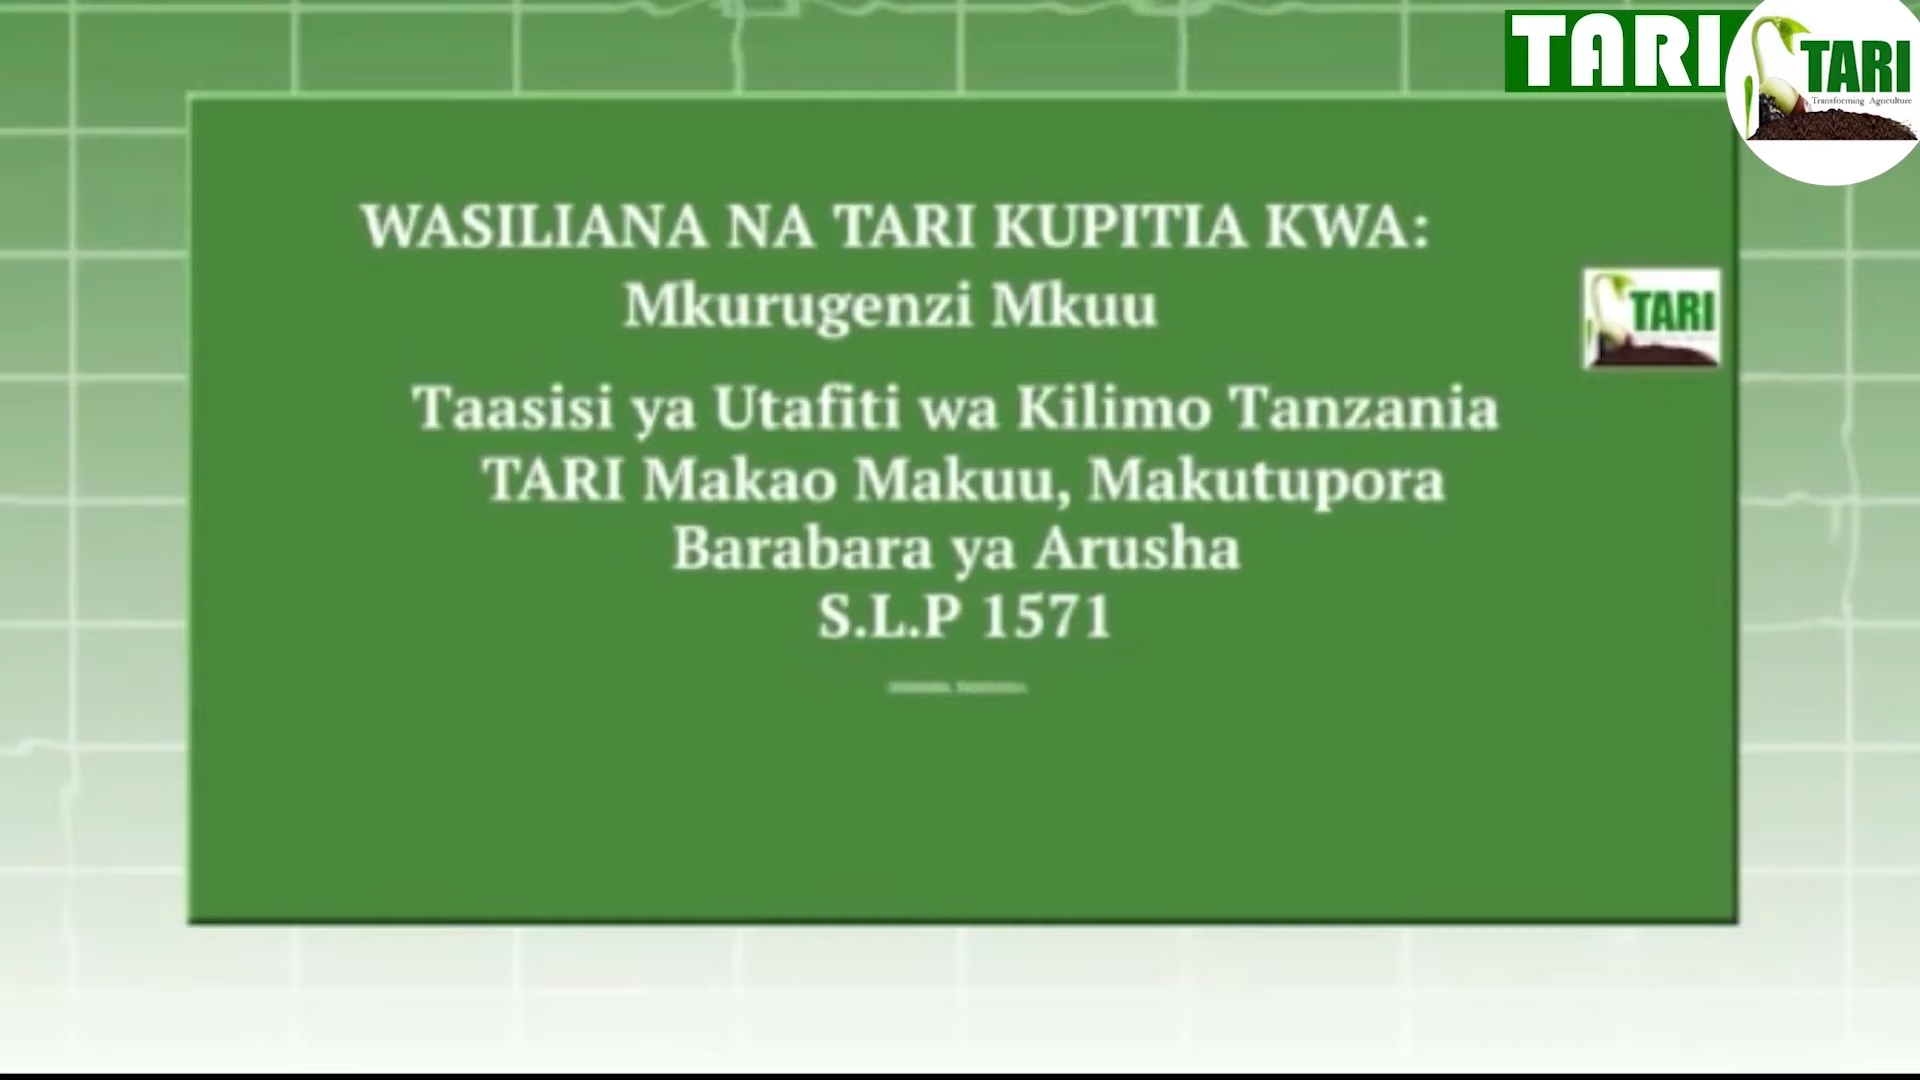 TARI
TARI
Transforming Agriculture
WASILIANA NA TARI KUPITIA KWA:
Mkurugenzi Mkuu
TARI
Taasisi ya Utafiti wa Kilimo Tanzania
TARI Makao Makuu, Makutupora
Barabara ya Arusha
S.L.P 1571